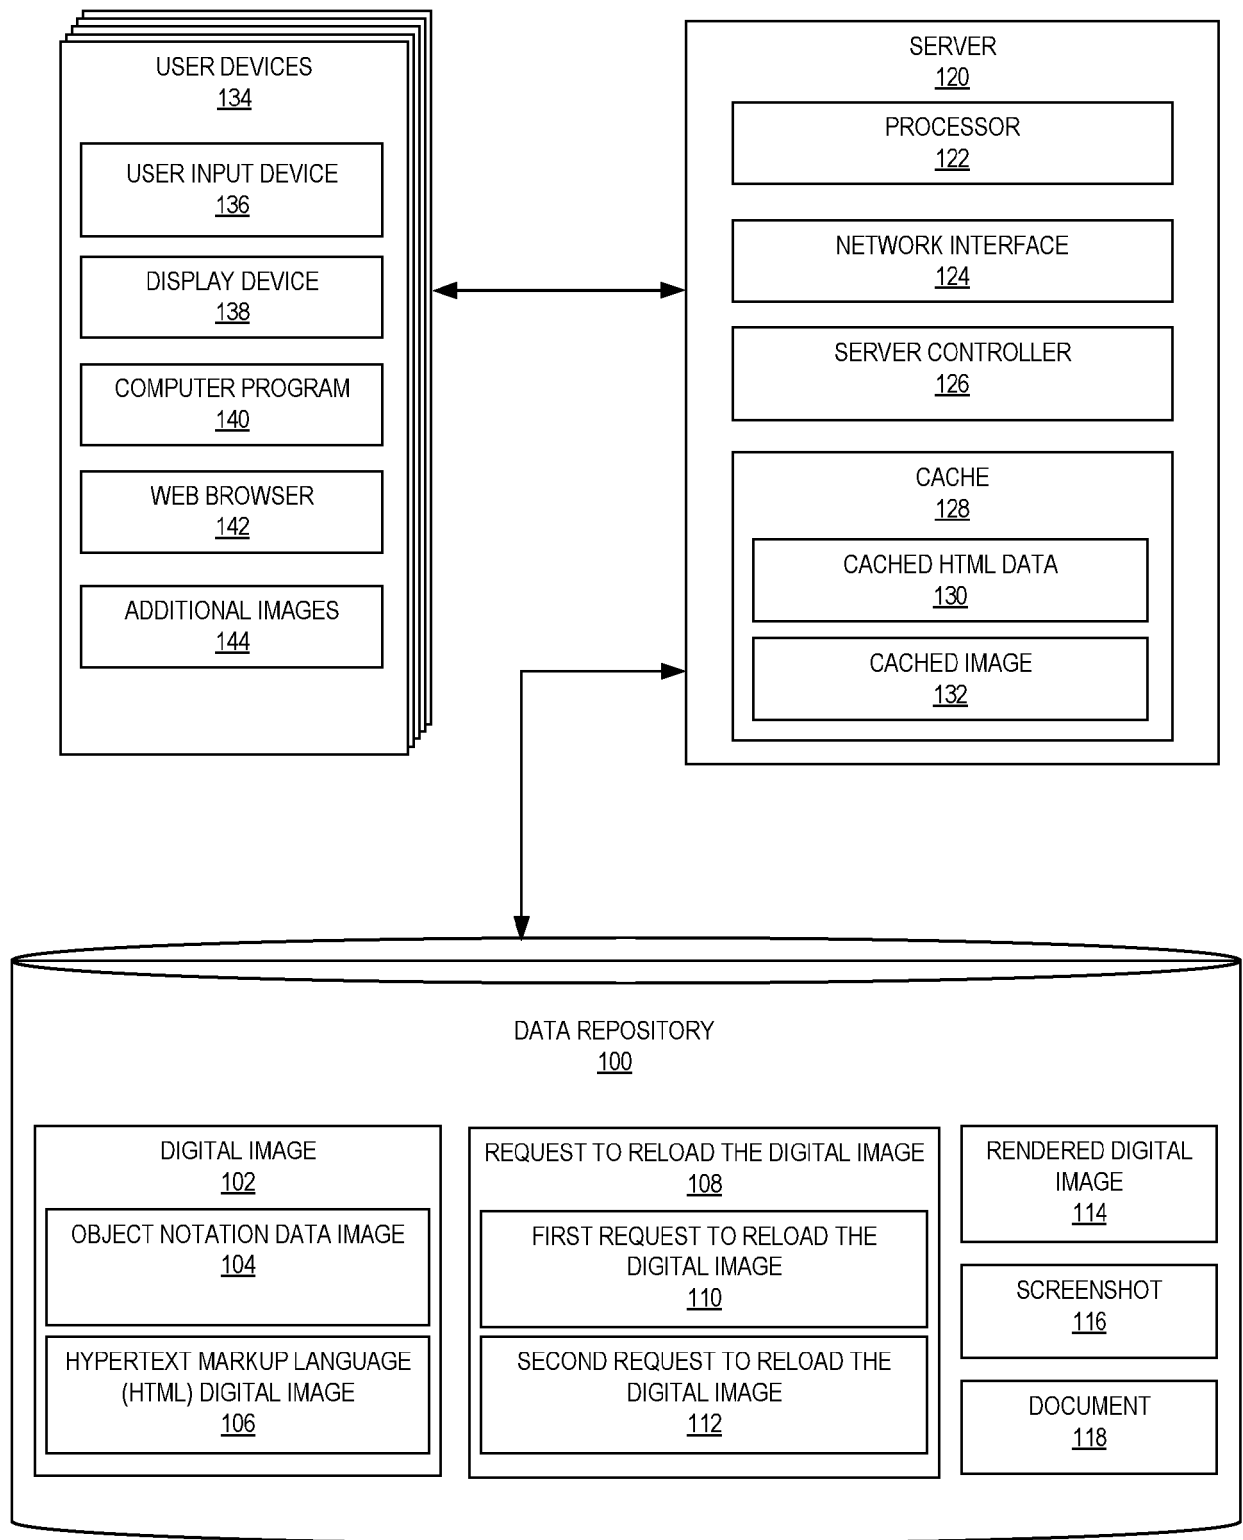 USER DEVICES
134
USER INPUT DEVICE
136
DISPLAY DEVICE
138
COMPUTER PROGRAM
140
WEB BROWSER
142
ADDITIONAL IMAGES
144
SERVER
120
PROCESSOR
122
NETWORK INTERFACE
124
SERVER CONTROLLER
126
CACHE
128
CACHED HTML DATA
130
CACHED IMAGE
132
DATA REPOSITORY
100
DIGITAL IMAGE
102
OBJECT NOTATION DATA IMAGE
104
HYPERTEXT MARKUP LANGUAGE
(HTML) DIGITAL IMAGE
106
REQUEST TO RELOAD THE DIGITAL IMAGE
108
FIRST REQUEST TO RELOAD THE
DIGITAL IMAGE
110
SECOND REQUEST TO RELOAD THE
DIGITAL IMAGE
112
RENDERED DIGITAL
IMAGE
114
SCREENSHOT
116
DOCUMENT
118